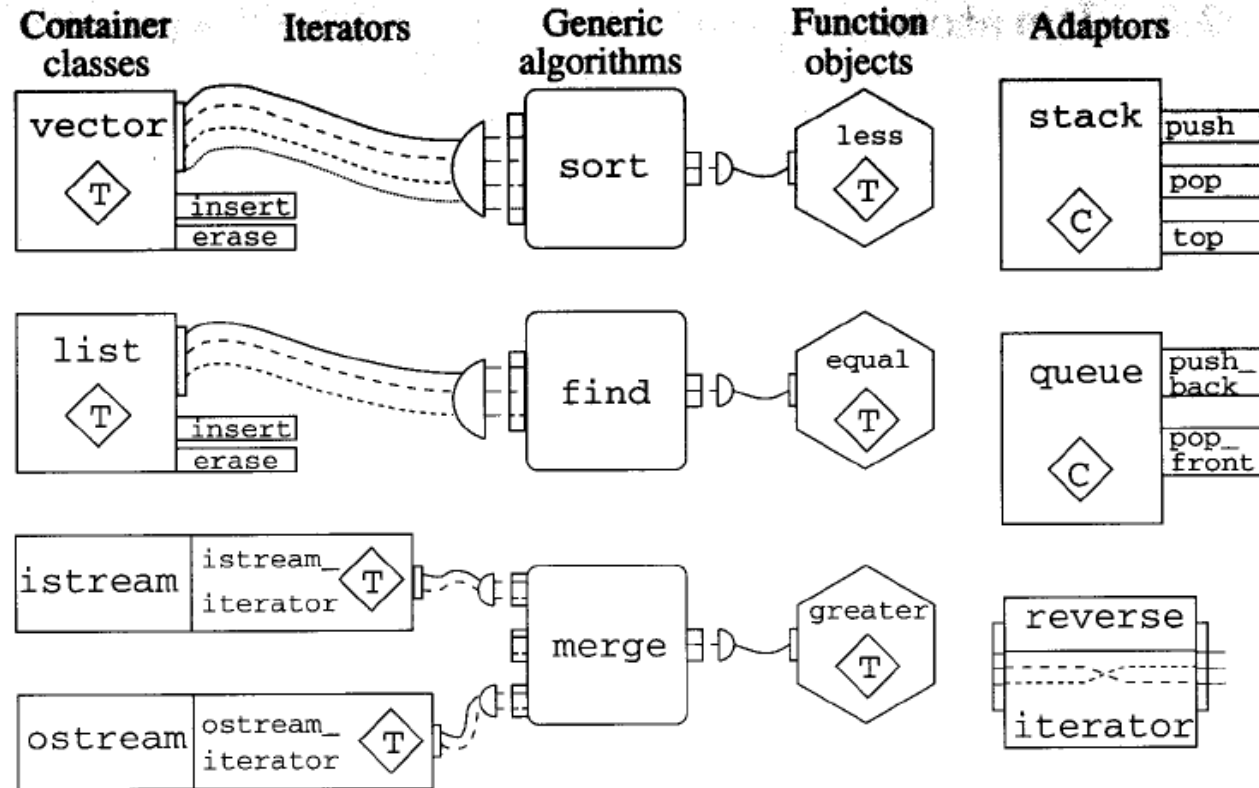 Container
classes
Iterators
Generic
algorithms
Function
objects
Adaptors
vector
T
insert
erase
sort
less
T
stack
C
push
pop
top
list
T
insert
erase
find
equal
T
queue
C
push_
back
pop_
front
istream
istream_
iterator
T
merge
greater
T
reverse
iterator
ostream
ostream_
iterator
T